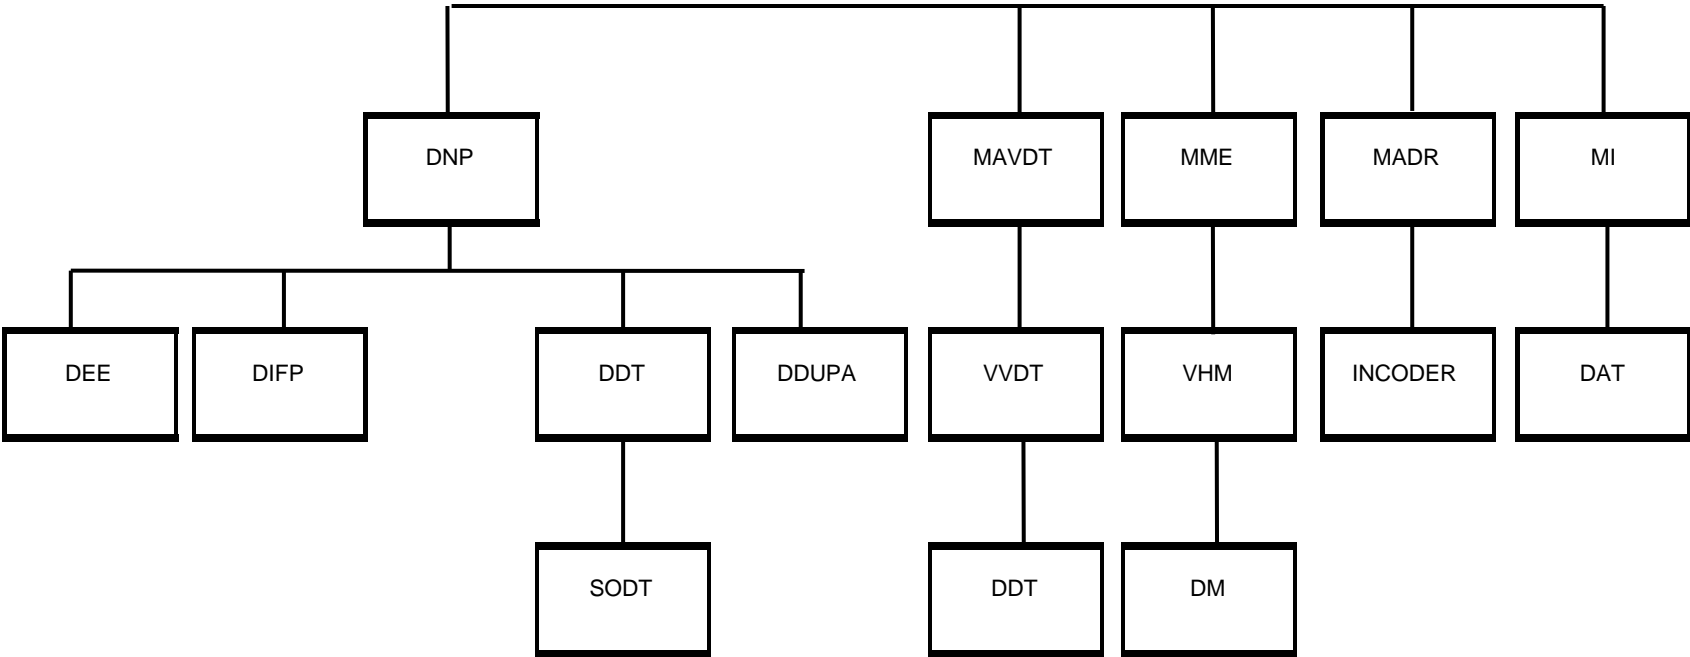 DNP
MAVDT
MME
MADR
MI
DEE
DIFP
DDT
DDUPA
VVDT
VHM
INCODER
DAT
SODT
DDT
DM